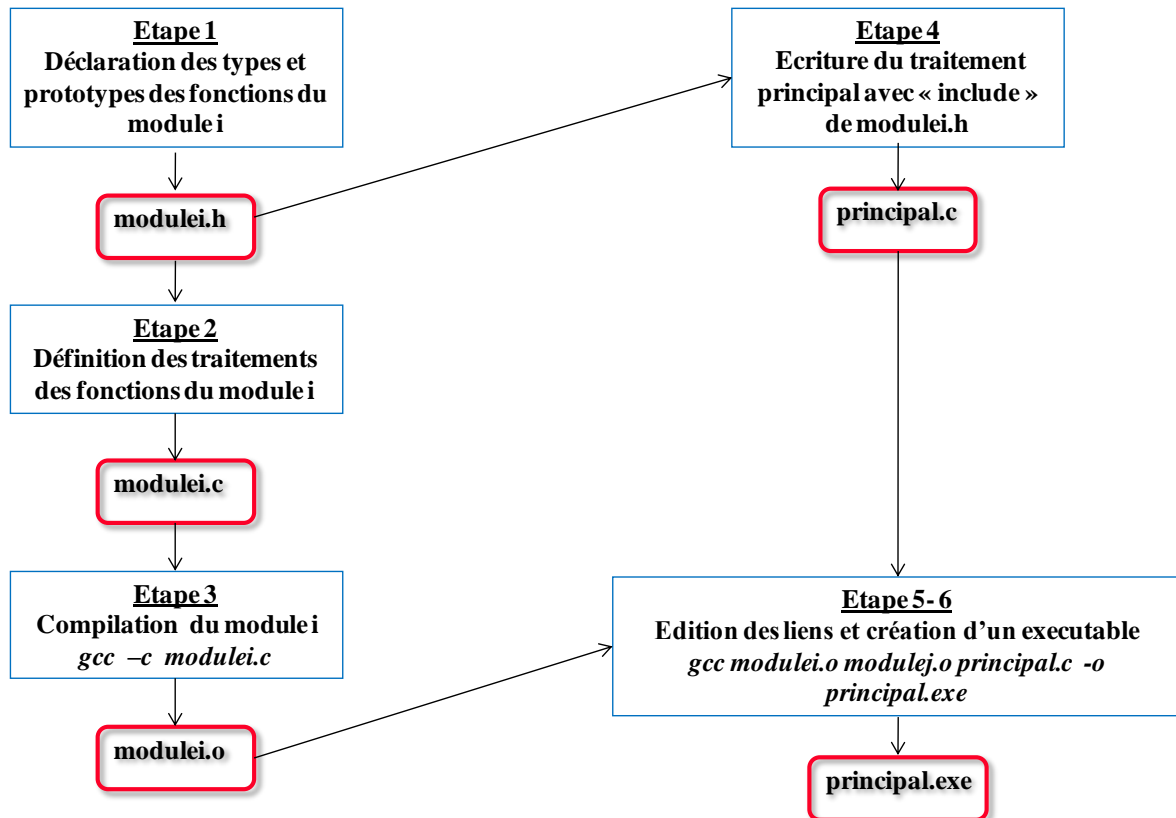 Etape 1
Déclaration des types et
prototypes des fonctions du
module i
modulei.h
Etape 2
Définition des traitements
des fonctions du module i
modulei.c
Etape 3
Compilation du module i
gcc –c modulei.c
modulei.o
Etape 4
Ecriture du traitement
principal avec « include »
de modulei.h
principal.c
Etape 5- 6
Edition des liens et création d’un executable
gcc modulei.o modulej.o principal.c -o
principal.exe
principal.exe